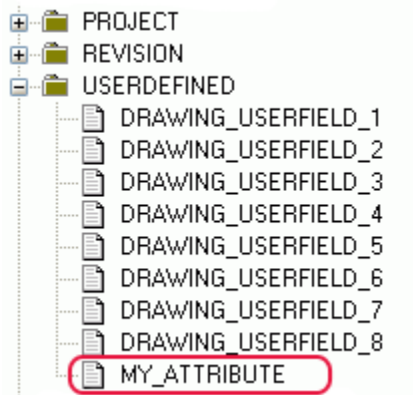 PROJECT
REVISION
USERDEFINED
DRAWING_USERFIELD_1
DRAWING_USERFIELD_2
DRAWING_USERFIELD_3
DRAWING_USERFIELD_4
DRAWING_USERFIELD_5
DRAWING_USERFIELD_6
DRAWING_USERFIELD_7
DRAWING_USERFIELD_8
MY_ATTRIBUTE